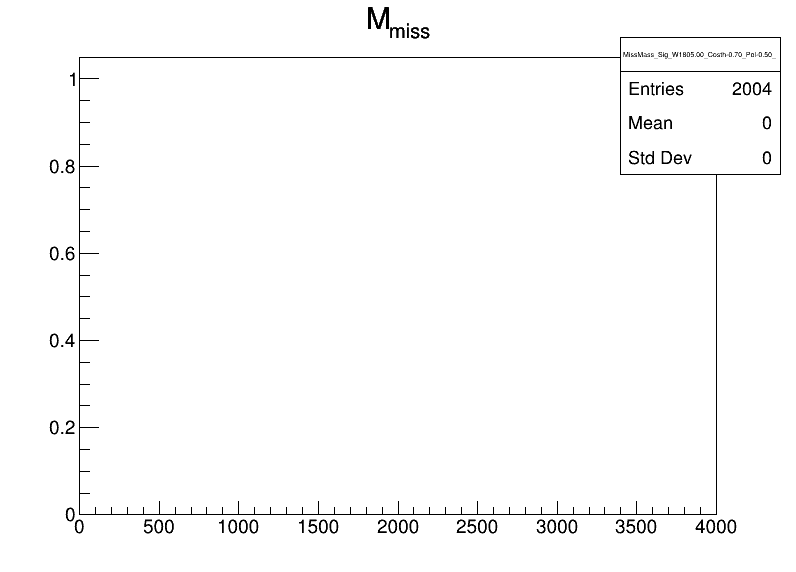 M_miss
MissMass_Sig_W1805.00_Costh-0.70_Pol-0.50_
Entries 2004
Mean 0
Std Dev 0
1
0.8
0.6
0.4
0.2
0
0 500 1000 1500 2000 2500 3000 3500 4000